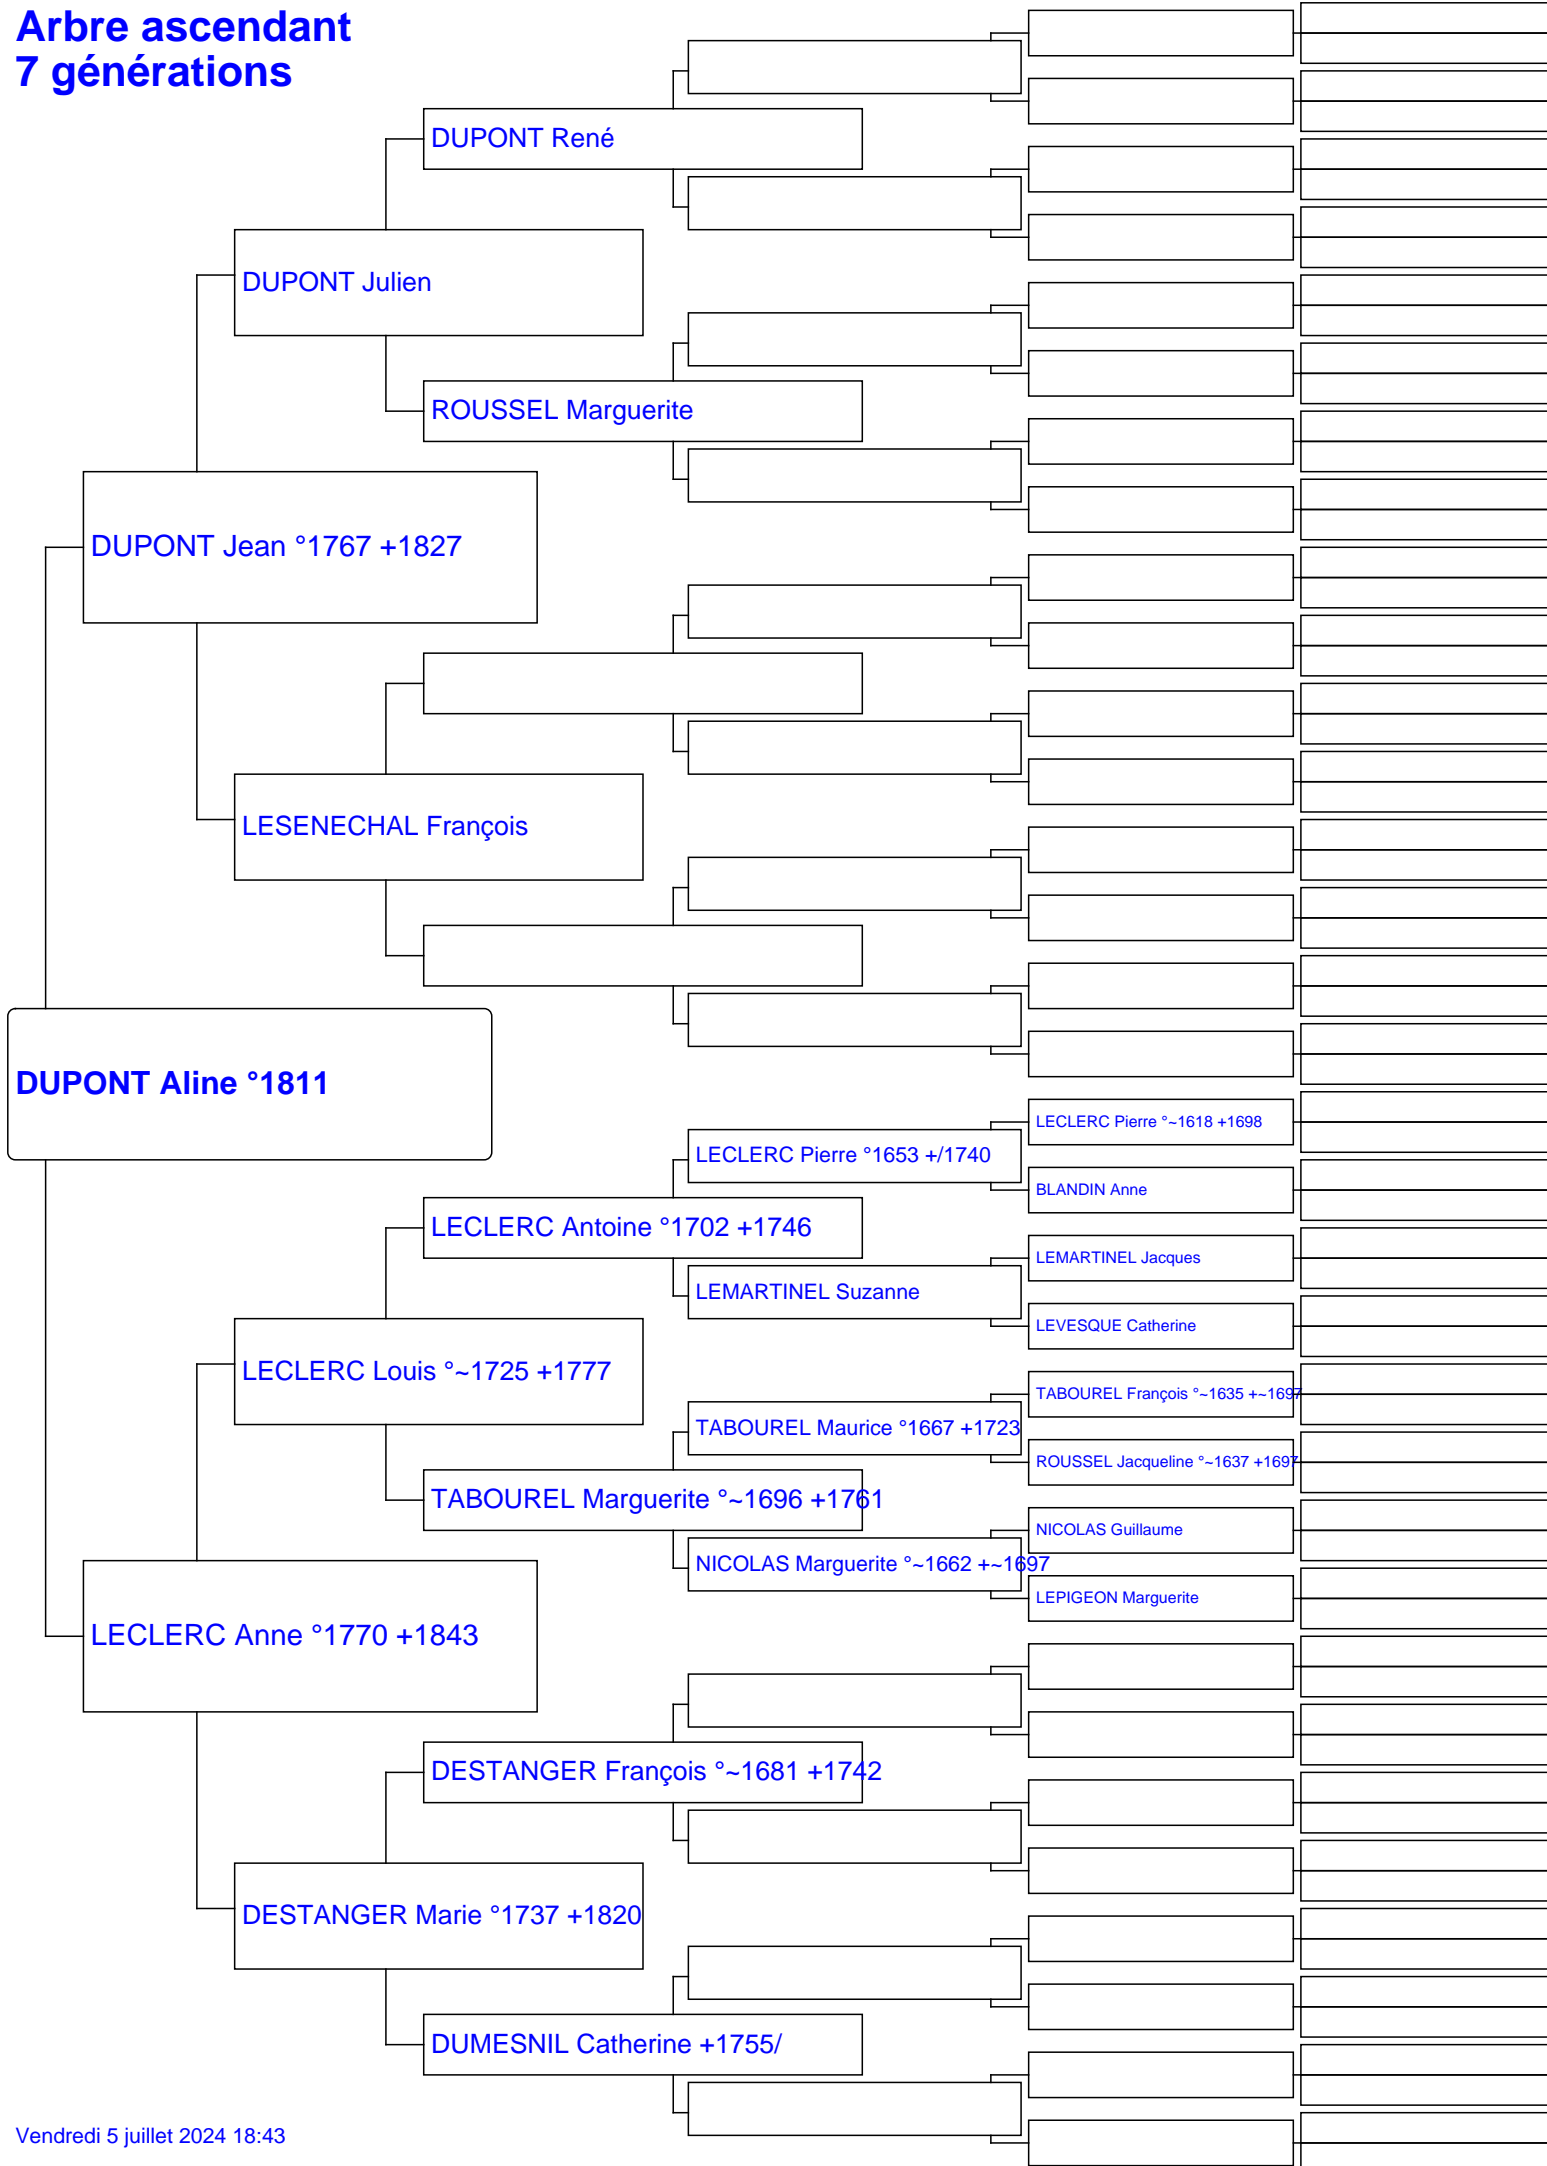 Arbre ascendant
7 générations
DUPONT René
DUPONT Julien
ROUSSEL Marguerite
DUPONT Jean °1767 +1827
LESENECHAL François
DUPONT Aline °1811
LECLERC Pierre °~1618 +1698
LECLERC Pierre °1653 +/1740
BLANDIN Anne
LECLERC Antoine °1702 +1746
LEMARTINEL Jacques
LEMARTINEL Suzanne
LEVESQUE Catherine
LECLERC Louis °~1725 +1777
TABOUREL François °~1635 +~1697
TABOUREL Maurice °1667 +1723
ROUSSEL Jacqueline °~1637 +1697
TABOUREL Marguerite °~1696 +1761
NICOLAS Guillaume
NICOLAS Marguerite °~1662 +~1697
LEPIGEON Marguerite
LECLERC Anne °1770 +1843
DESTANGER François °~1681 +1742
DESTANGER Marie °1737 +1820
DUMESNIL Catherine +1755/
Vendredi 5 juillet 2024 18:43